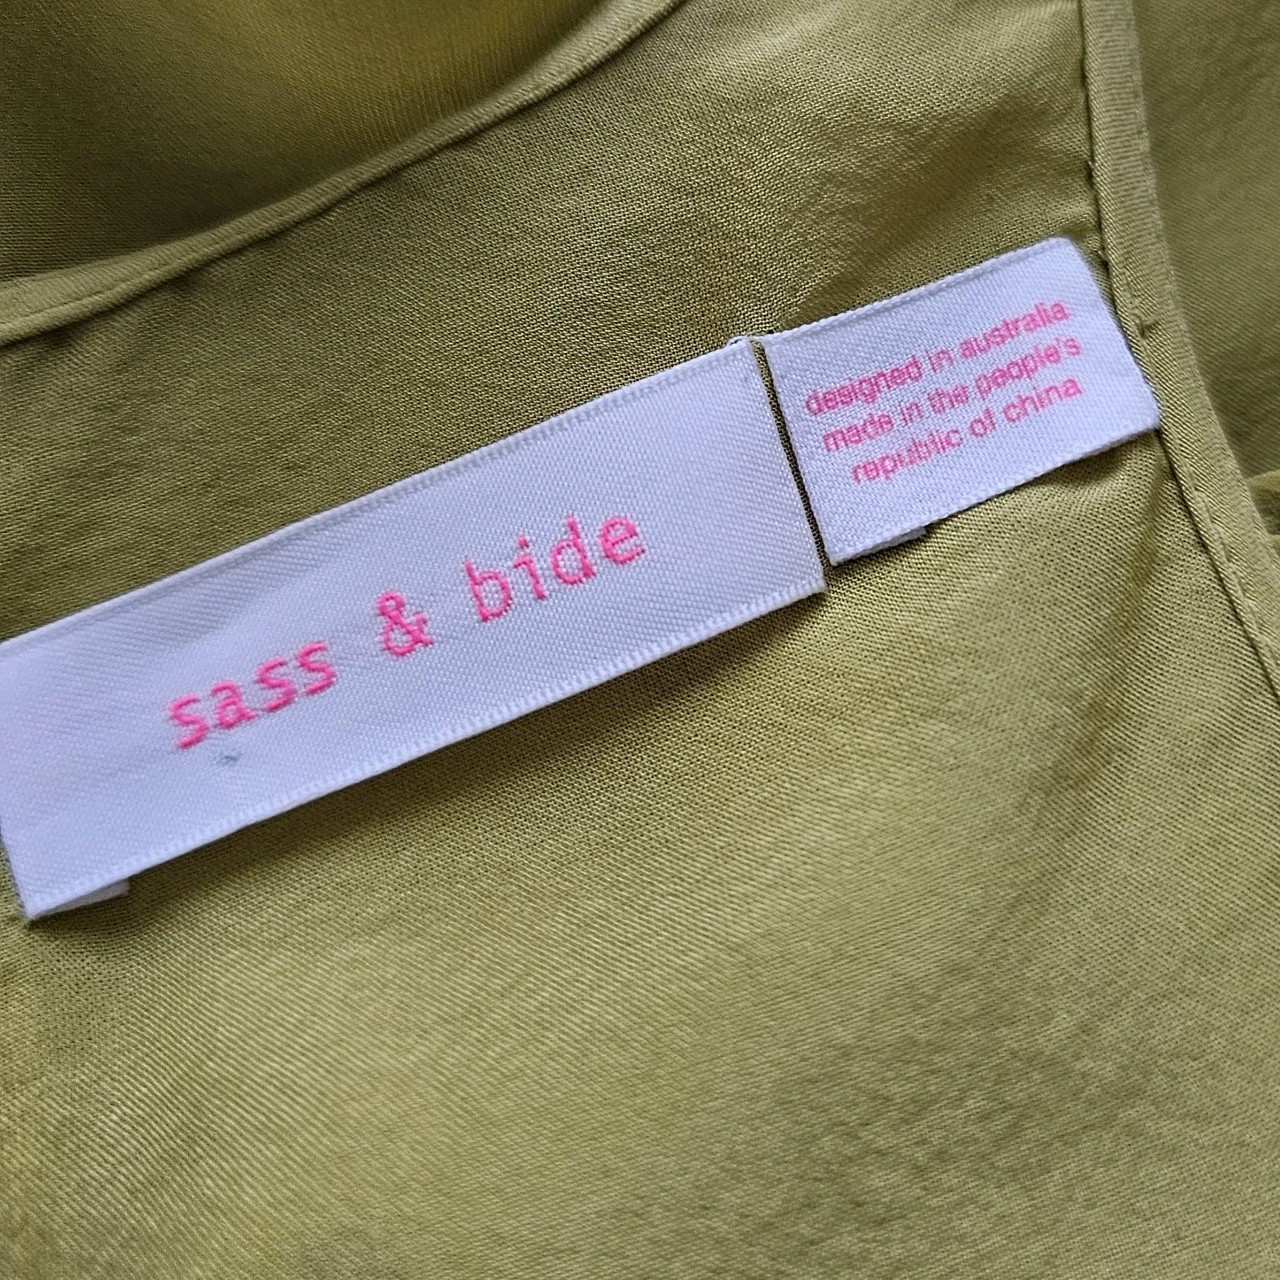 sass & bide
designed in australia
made in the people's
republic of china